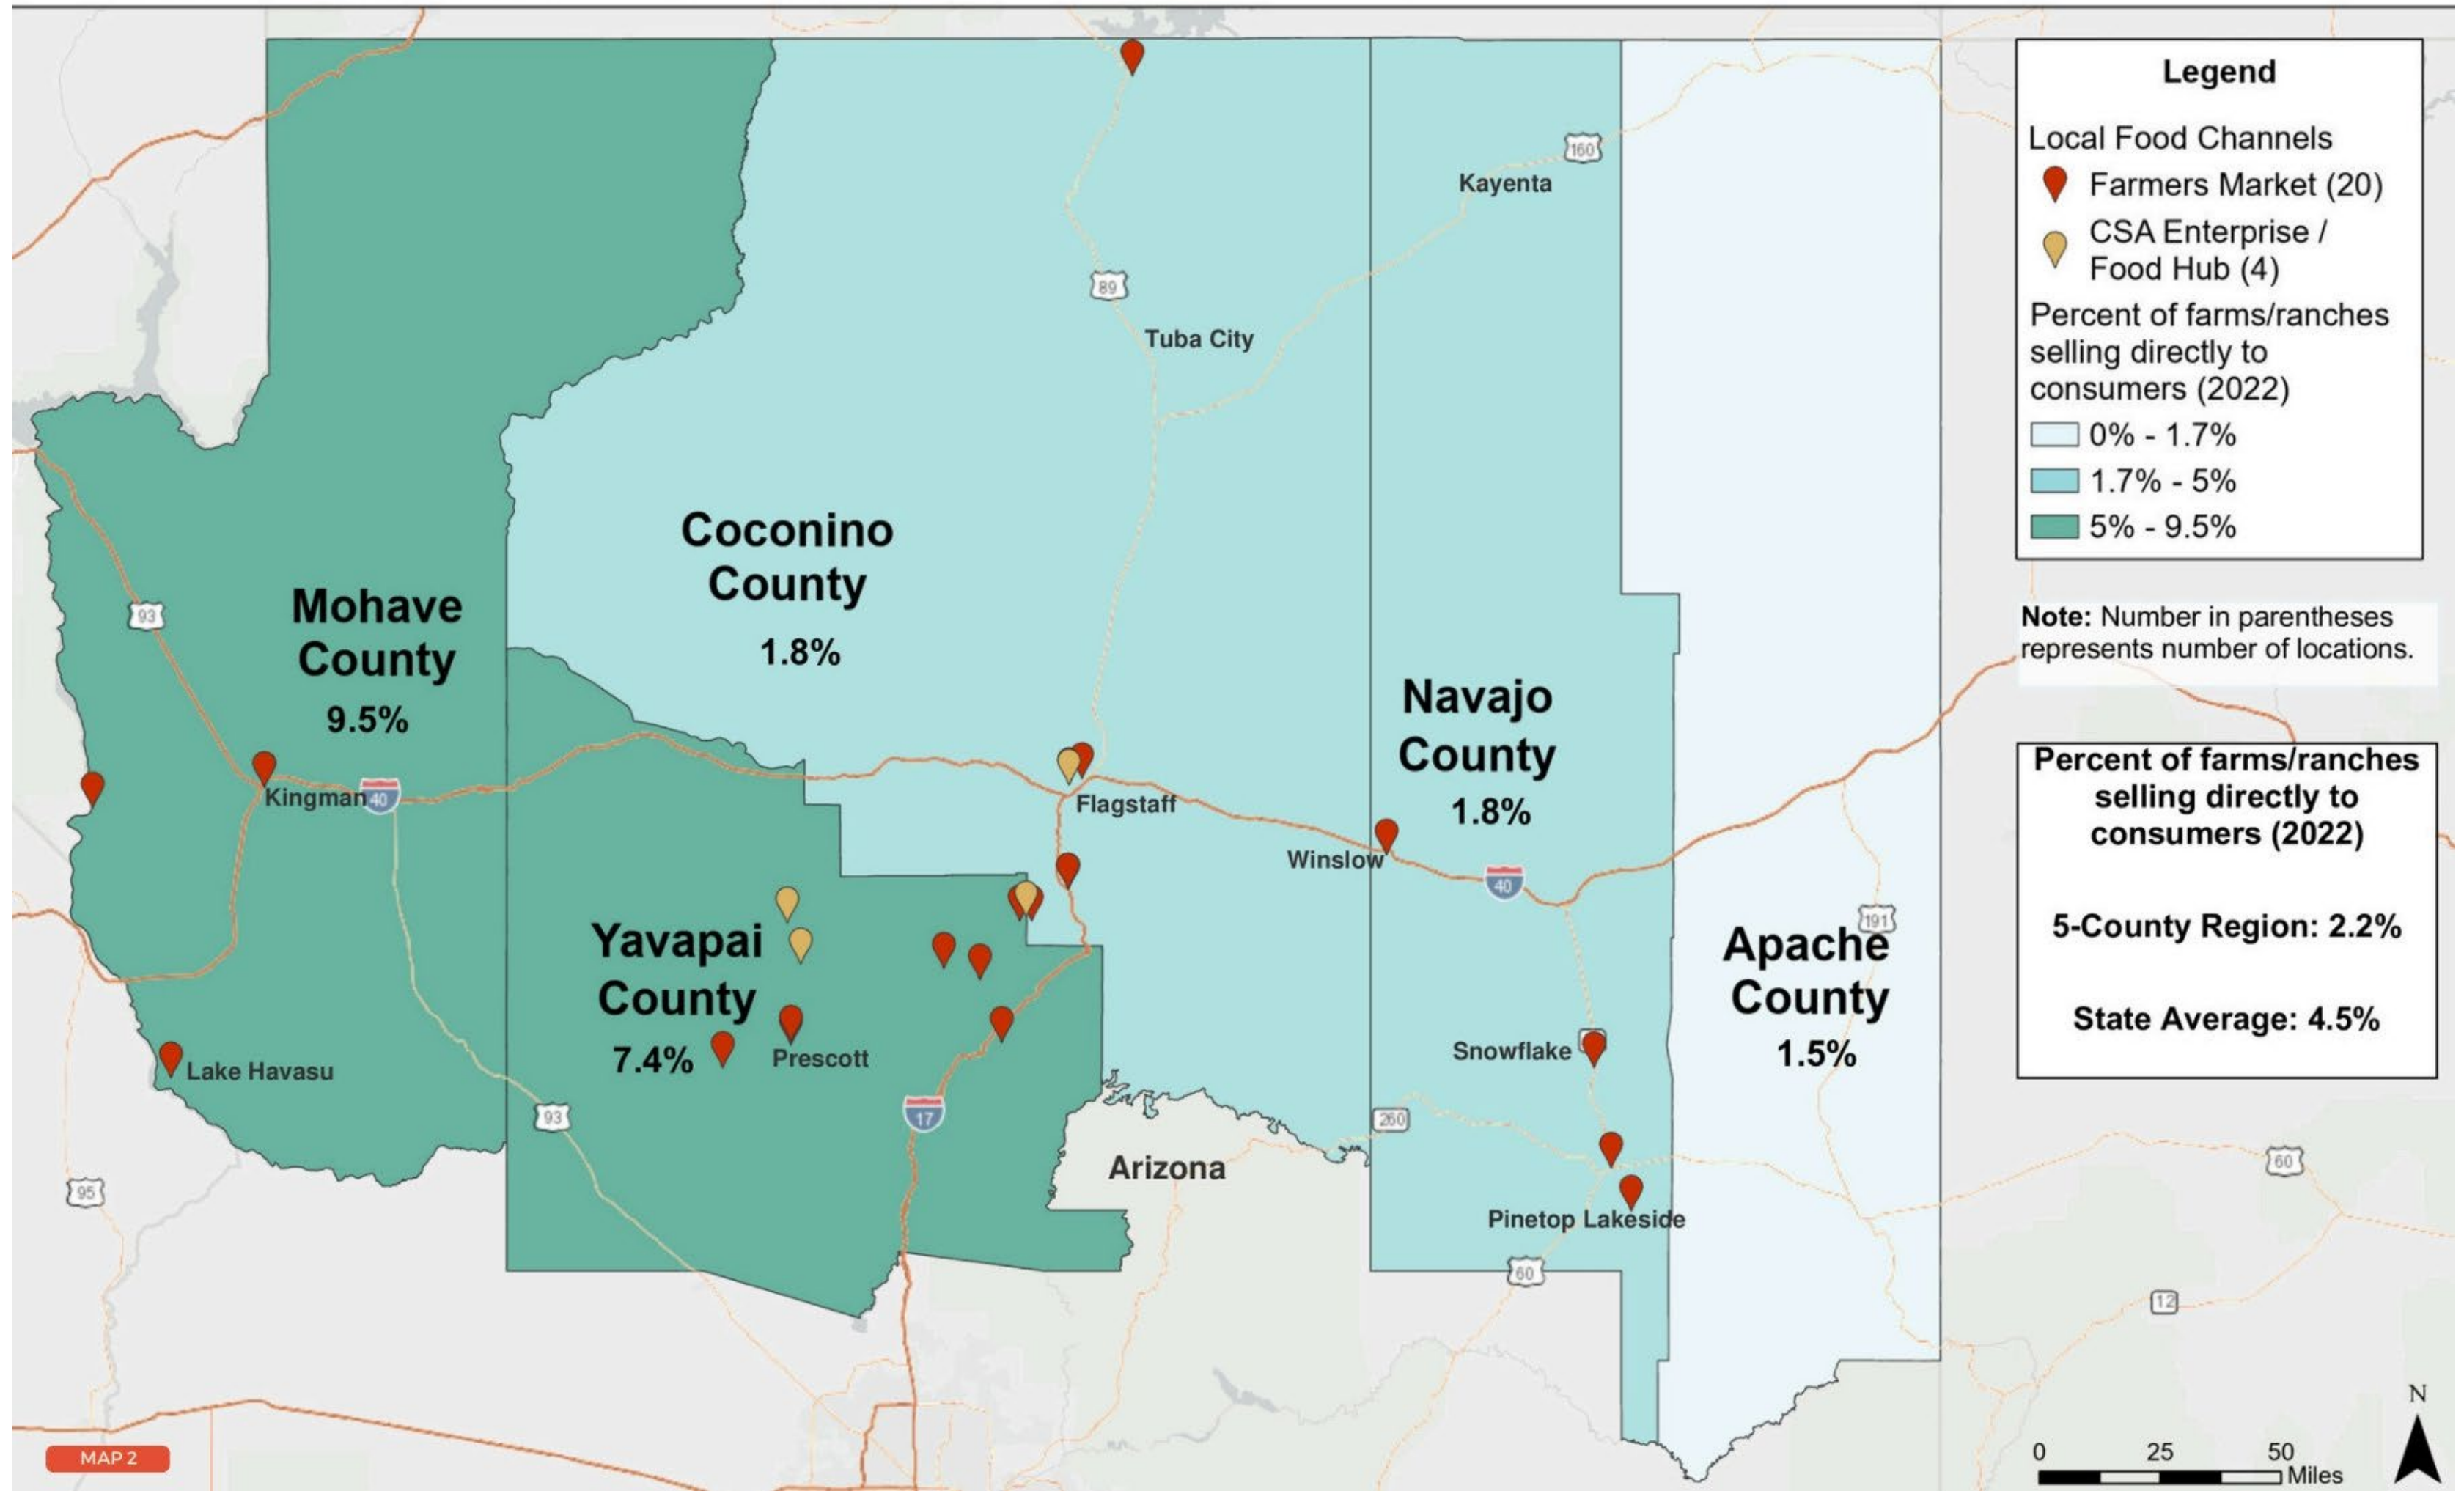 Legend
Local Food Channels
Farmers Market (20)
CSA Enterprise /
Food Hub (4)
Percent of farms/ranches
selling directly to
consumers (2022)
0% - 1.7%
1.7% - 5%
5% - 9.5%
Note: Number in parentheses
represents number of locations.
Percent of farms/ranches
selling directly to
consumers (2022)
5-County Region: 2.2%
State Average: 4.5%
160
Kayenta
89
Tuba City
Coconino
County
1.8%
Mohave
County
9.5%
93
Kingman
40
Flagstaff
Navajo
County
1.8%
Winslow
40
191
Apache
County
1.5%
Yavapai
County
7.4%
Prescott
Lake Havasu
Snowflake
93
17
260
Arizona
95
Pinetop Lakeside
60
60
12
N
0 25 50
Miles
MAP 2